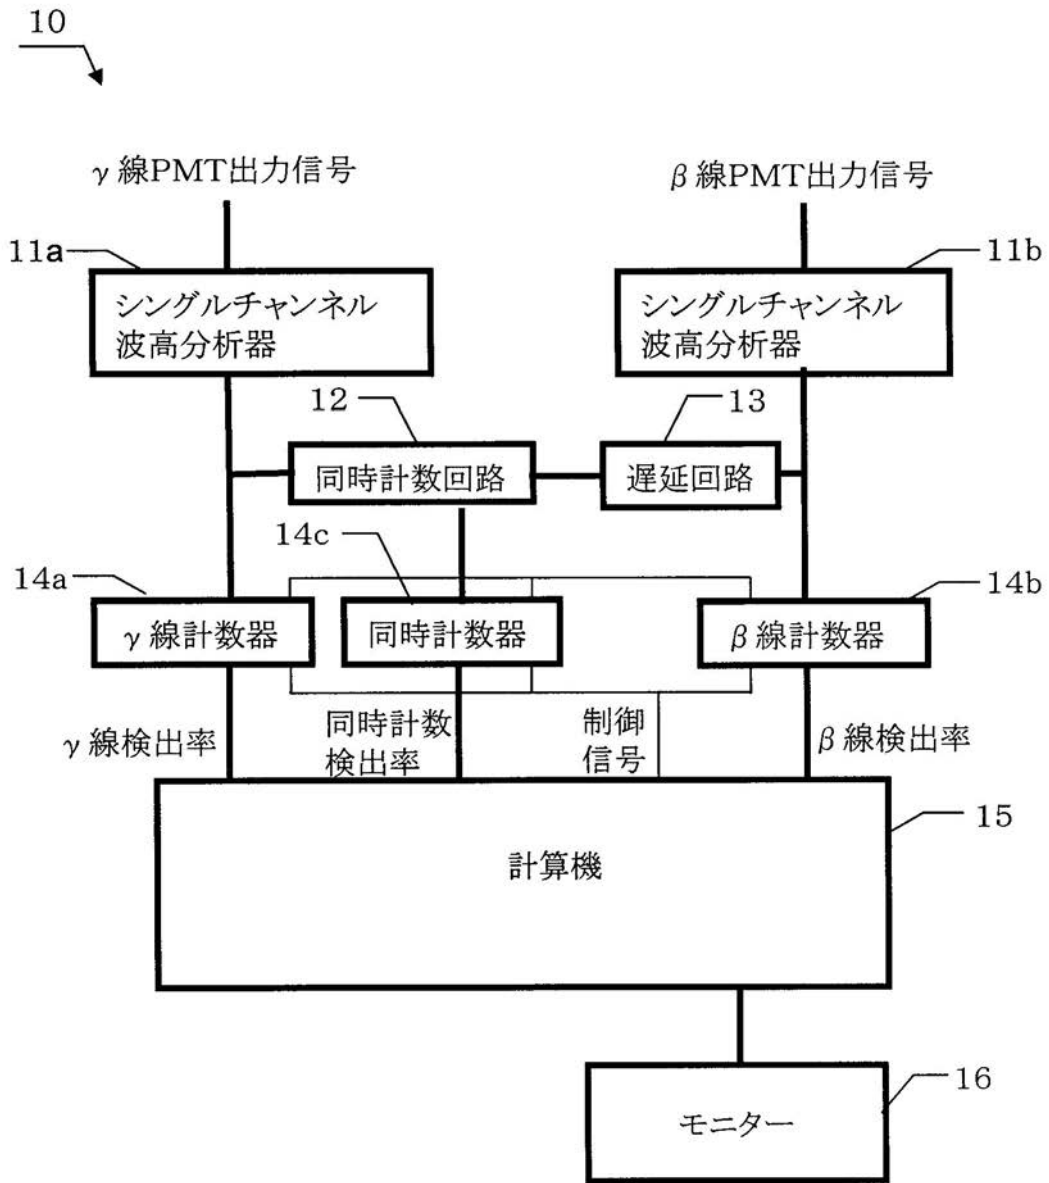 10
γ線PMT出力信号
β線PMT出力信号
11a
11b
シングルチャンネル
波高分析器
シングルチャンネル
波高分析器
12
13
同時計数回路
遅延回路
14c
14a
14b
γ線計数器
同時計数器
β線計数器
γ線検出率
同時計数
検出率
制御
信号
β線検出率
15
計算機
16
モニター